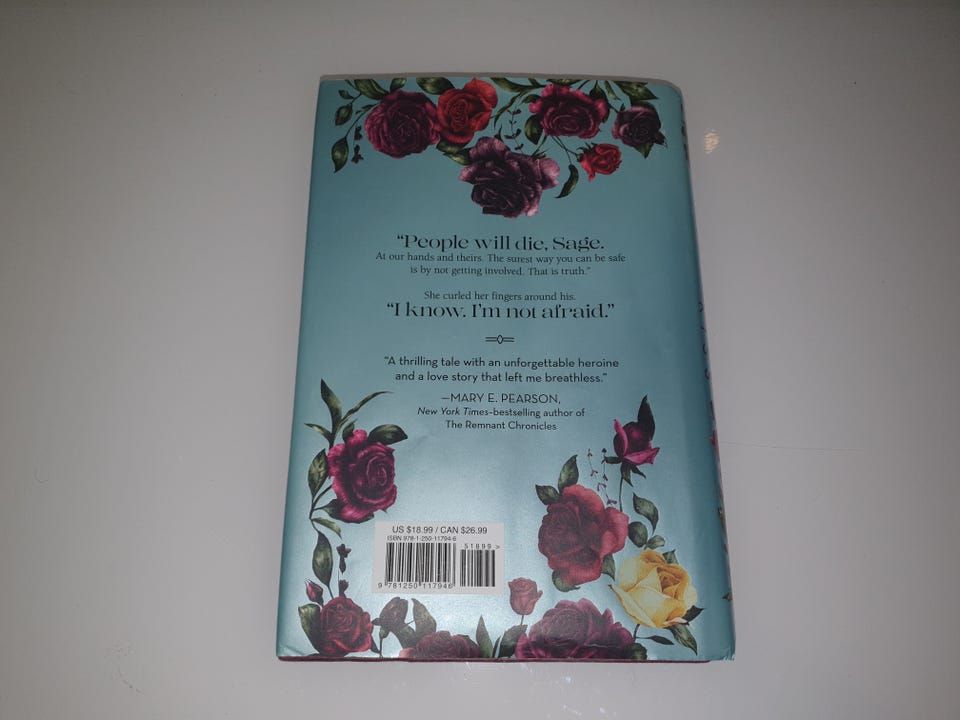 “People will die, Sage.
At our hands and theirs. The surest way you can be safe
is by not getting involved. That is truth.”
She curled her fingers around his.
“I know. I’m not afraid.”
“A thrilling tale with an unforgettable heroine
and a love story that left me breathless.”
—MARY E. PEARSON,
New York Times-bestselling author of
The Remnant Chronicles
US $18.99 / CAN $26.99
ISBN 978-1-250-11794-6
51899>
9 781250 117946